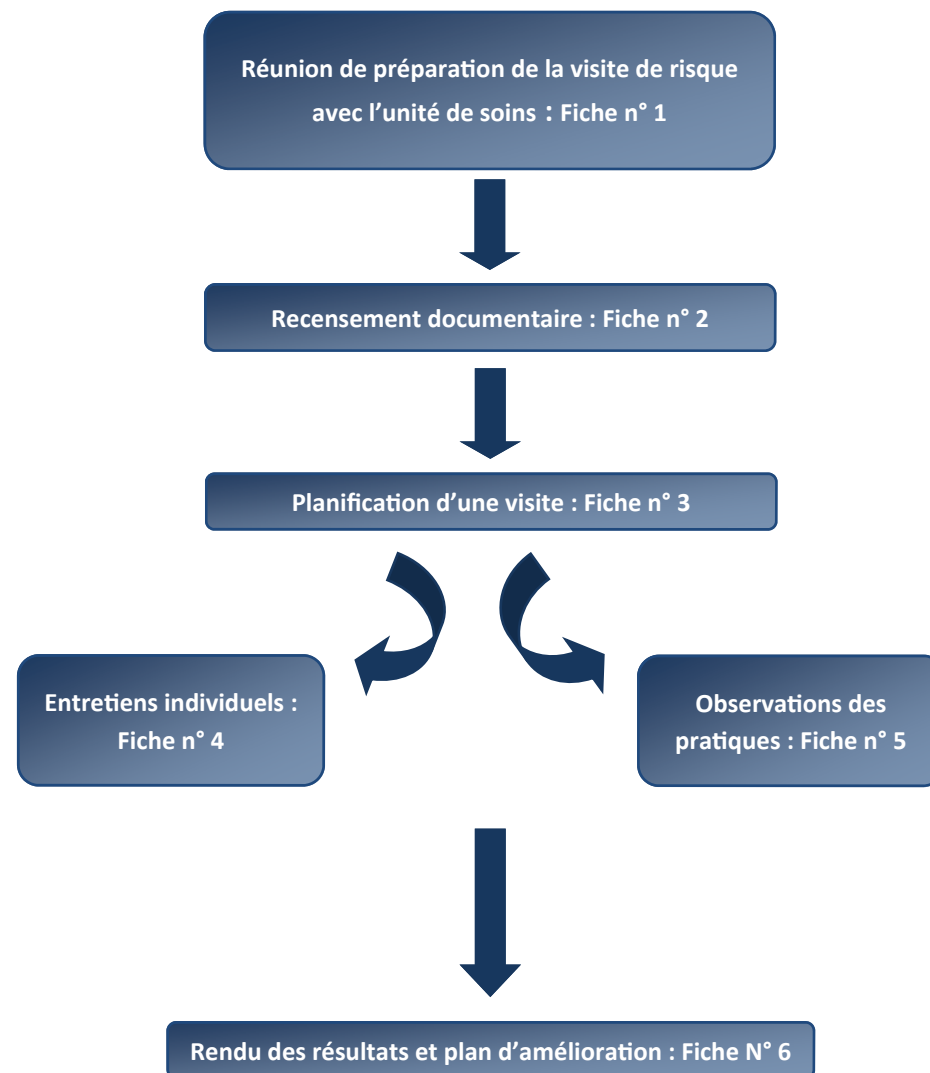 Réunion de préparation de la visite de risque
avec l’unité de soins : Fiche n° 1
Recensement documentaire : Fiche n° 2
Planification d’une visite : Fiche n° 3
Entretiens individuels :
Fiche n° 4
Observations des
pratiques : Fiche n° 5
Rendu des résultats et plan d’amélioration : Fiche N° 6